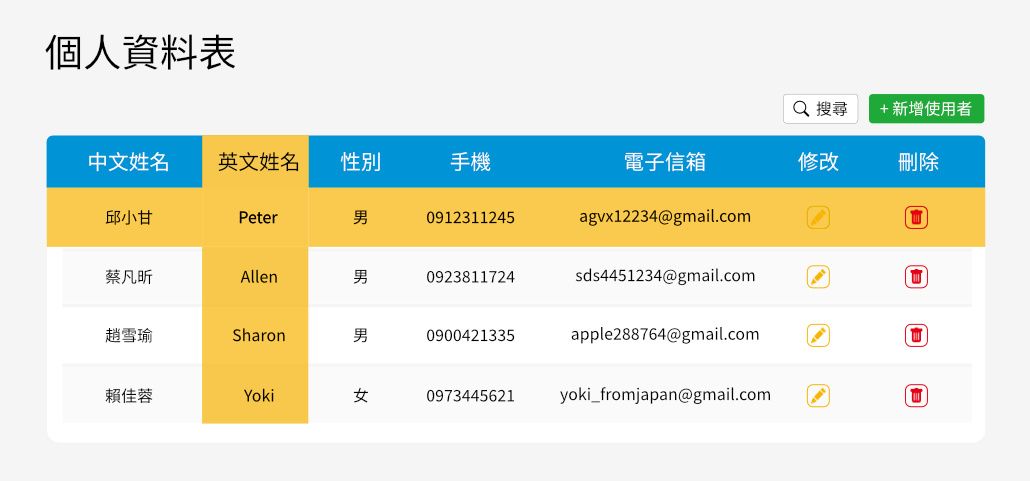 個人資料表
搜尋 + 新增使用者
中文姓名 英文姓名 性別 手機 電子信箱 修改 刪除
邱小甘 Peter 男 0912311245 agvx12234@gmail.com
蔡凡昕 Allen 男 0923811724 sds4451234@gmail.com
趙雪瑜 Sharon 男 0900421335 apple288764@gmail.com
賴佳蓉 Yoki 女 0973445621 yoki_fromjapan@gmail.com